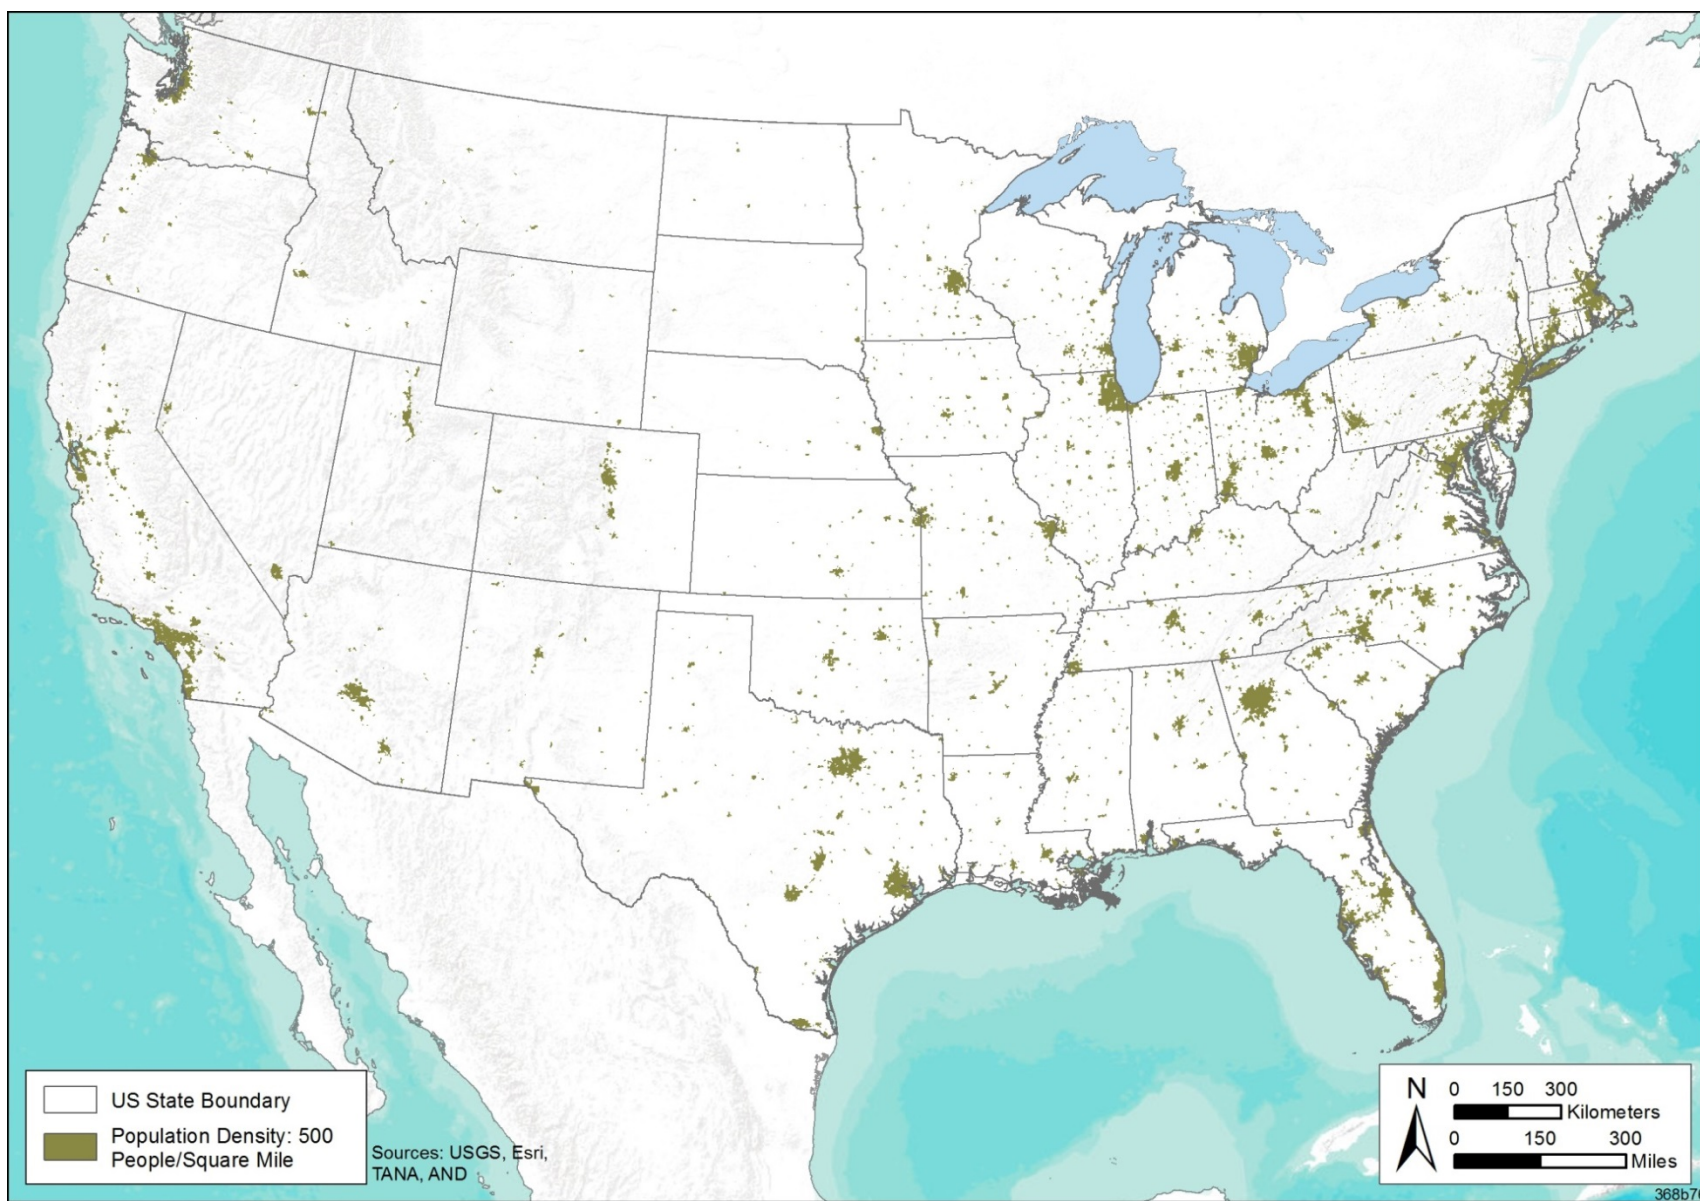 US State Boundary
Population Density: 500
People/Square Mile
Sources: USGS, Esri,
TANA, AND
N
0 150 300
Kilometers
0 150 300
Miles